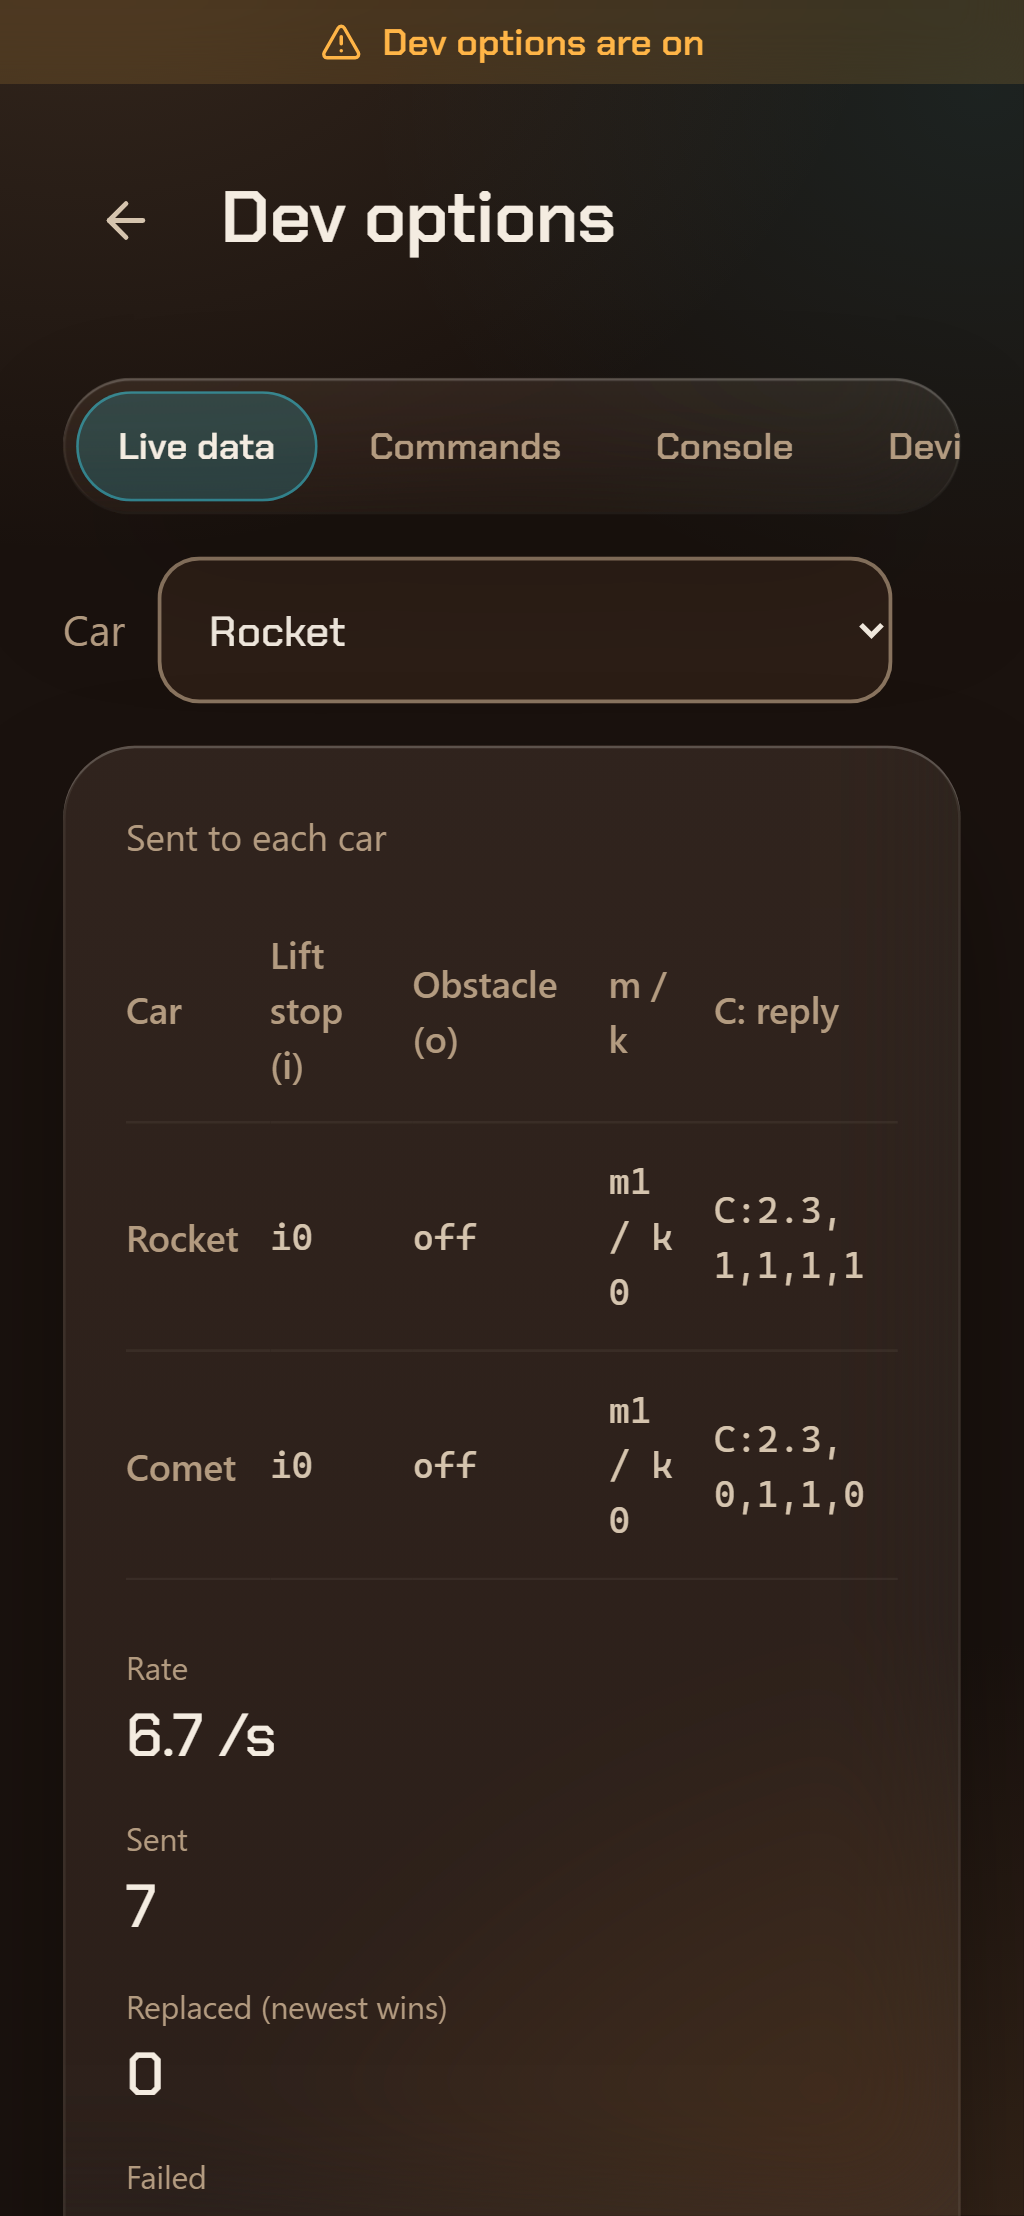 Dev options are on
Dev options
Live data Commands Console Devi
Car Rocket
Sent to each car
Car Lift stop (i) Obstacle (o) m / k C: reply
Rocket i0 off m1 / k 0 C:2.3, 1,1,1,1
Comet i0 off m1 / k 0 C:2.3, 0,1,1,0
Rate
6.7 /s
Sent
7
Replaced (newest wins)
0
Failed